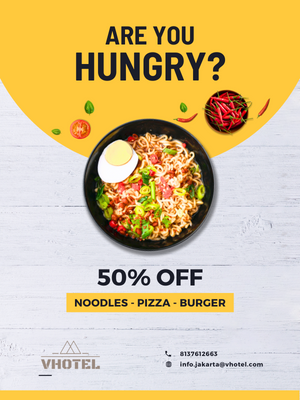 ARE YOU
HUNGRY?
50% OFF
NOODLES - PIZZA - BURGER
VHOTEL
8137612663
info.jakarta@vhotel.com